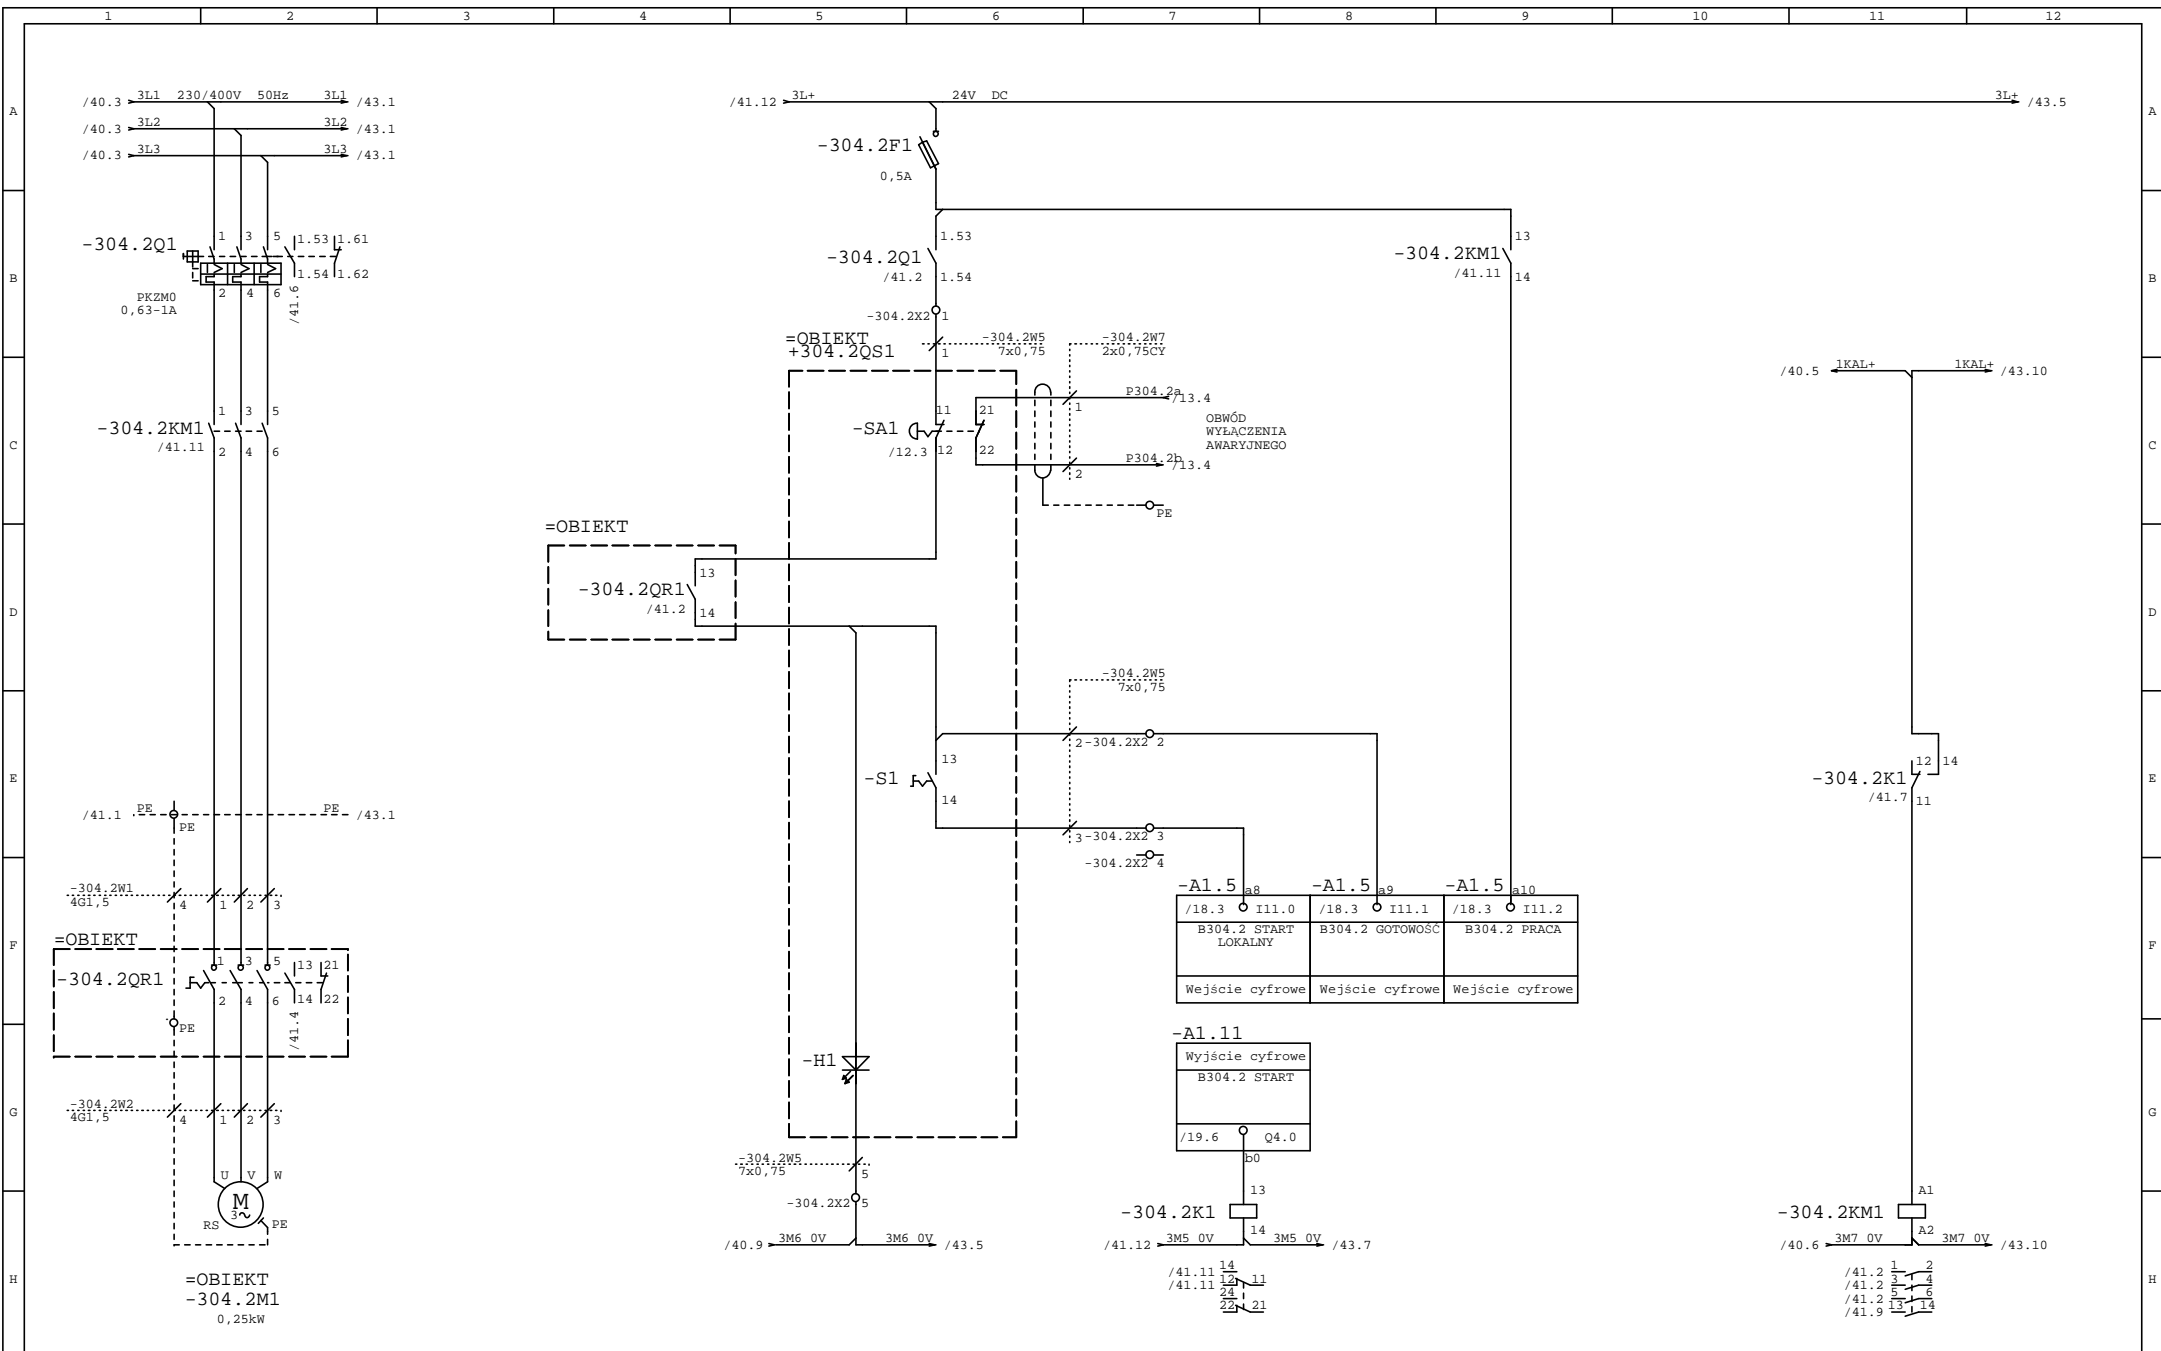 1 2 3 4 5 6 7 8 9 10 11 12
A
B
C
D
E
F
G
H
A
B
C
D
E
F
G
H
/40.3 3L1 230/400V 50Hz 3L1 /43.1
/40.3 3L2 3L2 /43.1
/40.3 3L3 3L3 /43.1
-304.2Q1
1 3 5 1.53 1.61
2 4 6 1.54 1.62
PKZM0
0,63-1A
/41.6
-304.2KM1
/41.11
1 3 5
2 4 6
/41.1 PE PE /43.1
PE
-304.2W1
4G1,5
4 1 2 3
=OBIEKT
-304.2QR1
1 3 5 13 21
2 4 6 14 22
PE
/41.4
-304.2W2
4G1,5
4 1 2 3
U V W
M
3~
RS PE
=OBIEKT
-304.2M1
0,25kW
/41.12 3L+ 24V DC 3L+ /43.5
-304.2F1
0,5A
-304.2Q1
/41.2
1.53
1.54
-304.2X2 1
=OBIEKT
+304.2QS1
-304.2W5
7x0,75
1
-304.2W7
2x0,75CY
-SA1
/12.3
11 21
12 22
P304.2a /13.4
1
OBWÓD
WYŁĄCZENIA
AWARYJNEGO
P304.2b /13.4
2
PE
=OBIEKT
-304.2QR1
/41.2
13
14
-304.2W5
7x0,75
2 -304.2X2 2
-S1
13
14
3 -304.2X2 3
-304.2X2 4
-304.2KM1
/41.11
13
14
-A1.5 a8 -A1.5 a9 -A1.5 a10
/18.3 I11.0 /18.3 I11.1 /18.3 I11.2
B304.2 START B304.2 GOTOWOŚĆ B304.2 PRACA
LOKALNY
Wejście cyfrowe Wejście cyfrowe Wejście cyfrowe
-H1
-304.2W5
7x0,75
5
-304.2X2 5
/40.9 3M6 0V 3M6 0V /43.5
-A1.11
Wyjście cyfrowe
B304.2 START
/19.6 Q4.0
b0
-304.2K1
13
14
/41.12 3M5 0V 3M5 0V /43.7
14
/41.11
/41.11 12 11
24
22 21
/40.5 1KAL+ 1KAL+ /43.10
-304.2K1
/41.7
12 14
11
-304.2KM1
A1
A2
/40.6 3M7 0V 3M7 0V /43.10
/41.2 1 2
/41.2 3 4
/41.2 5 6
/41.9 13 14